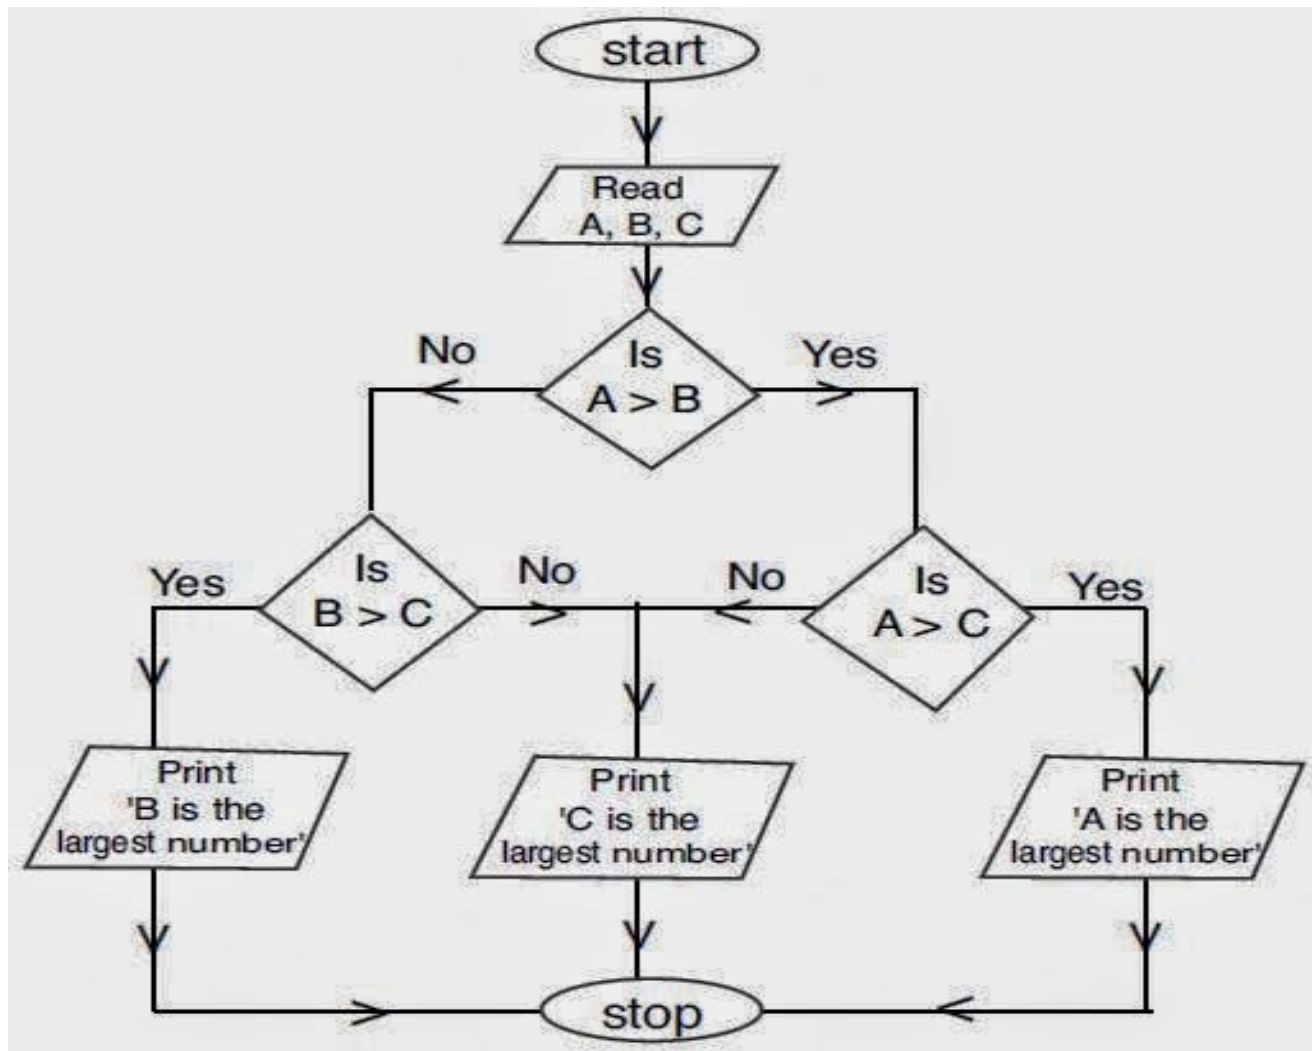 start
Read
A, B, C
No
Is
Yes
A > B
Yes
Is
B > C
No
No
Is
A > C
Yes
Print
'B is the
largest number'
Print
'C is the
largest number'
Print
'A is the
largest number'
stop